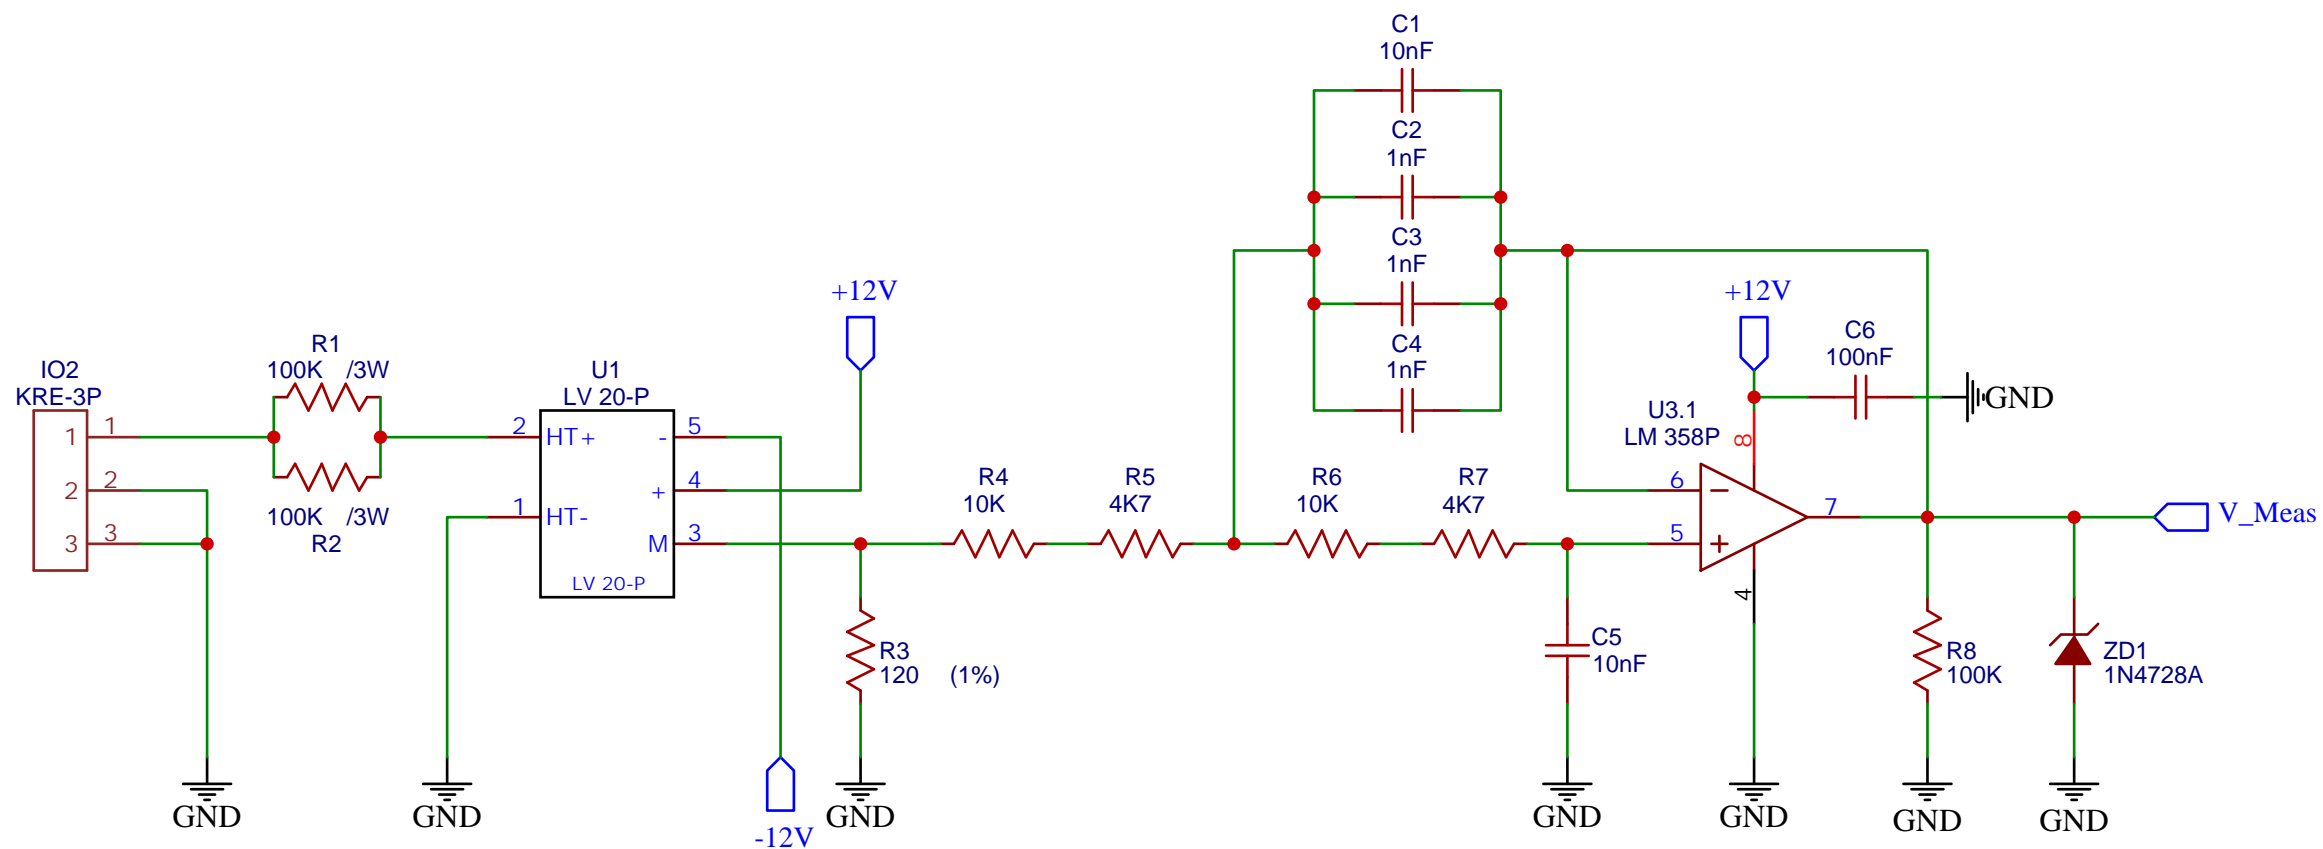 C1
10nF
C2
1nF
C3
1nF
C4
1nF
+12V
+12V
C6
100nF
GND
R1
100K /3W
IO2
KRE-3P
U1
LV 20-P
U3.1
LM 358P
8
1 1
2 2
3 3
100K /3W
R2
2 HT+
1 HT-
- 5
+ 4
M 3
LV 20-P
R4
10K
R5
4K7
R6
10K
R7
4K7
6
5
7
4
V_Meas
R3
120 (1%)
C5
10nF
R8
100K
ZD1
1N4728A
GND
GND
-12V
GND
GND
GND
GND
GND